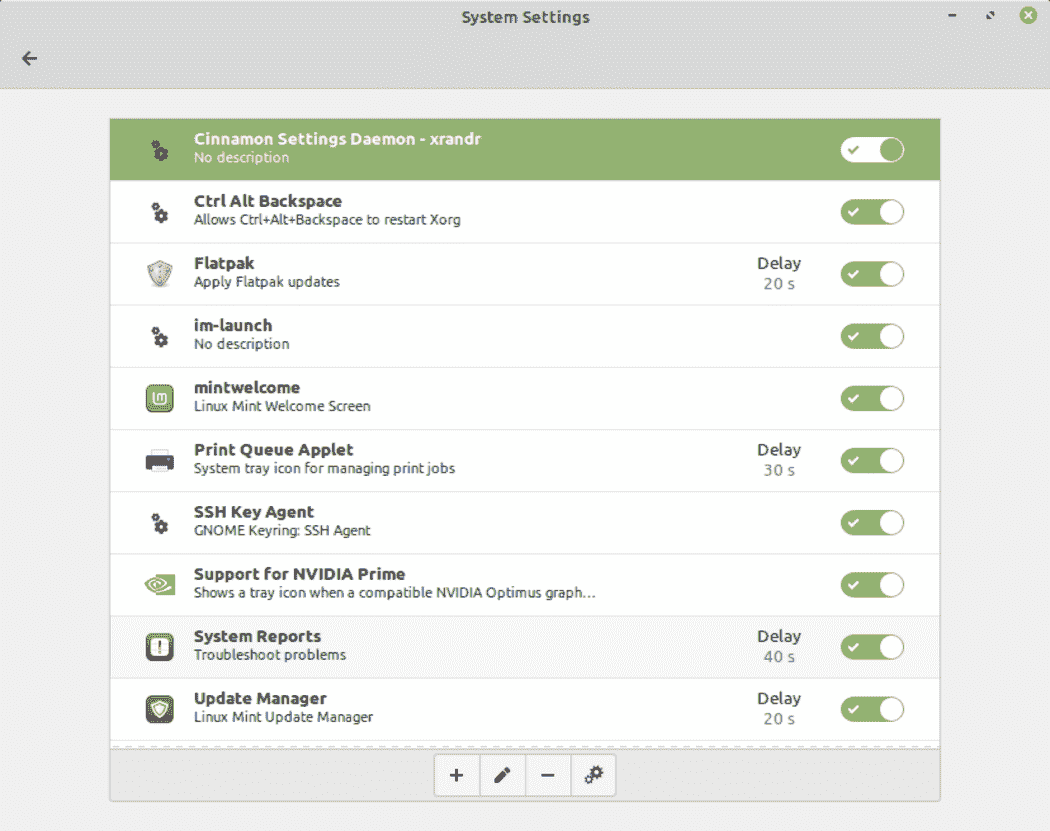 System Settings
Cinnamon Settings Daemon - xrandr
No description
Ctrl Alt Backspace
Allows Ctrl+Alt+Backspace to restart Xorg
Flatpak
Apply Flatpak updates
Delay
20 s
im-launch
No description
lm
mintwelcome
Linux Mint Welcome Screen
Print Queue Applet
System tray icon for managing print jobs
Delay
30 s
SSH Key Agent
GNOME Keyring: SSH Agent
Support for NVIDIA Prime
Shows a tray icon when a compatible NVIDIA Optimus graph...
System Reports
Troubleshoot problems
Delay
40 s
Update Manager
Linux Mint Update Manager
Delay
20 s